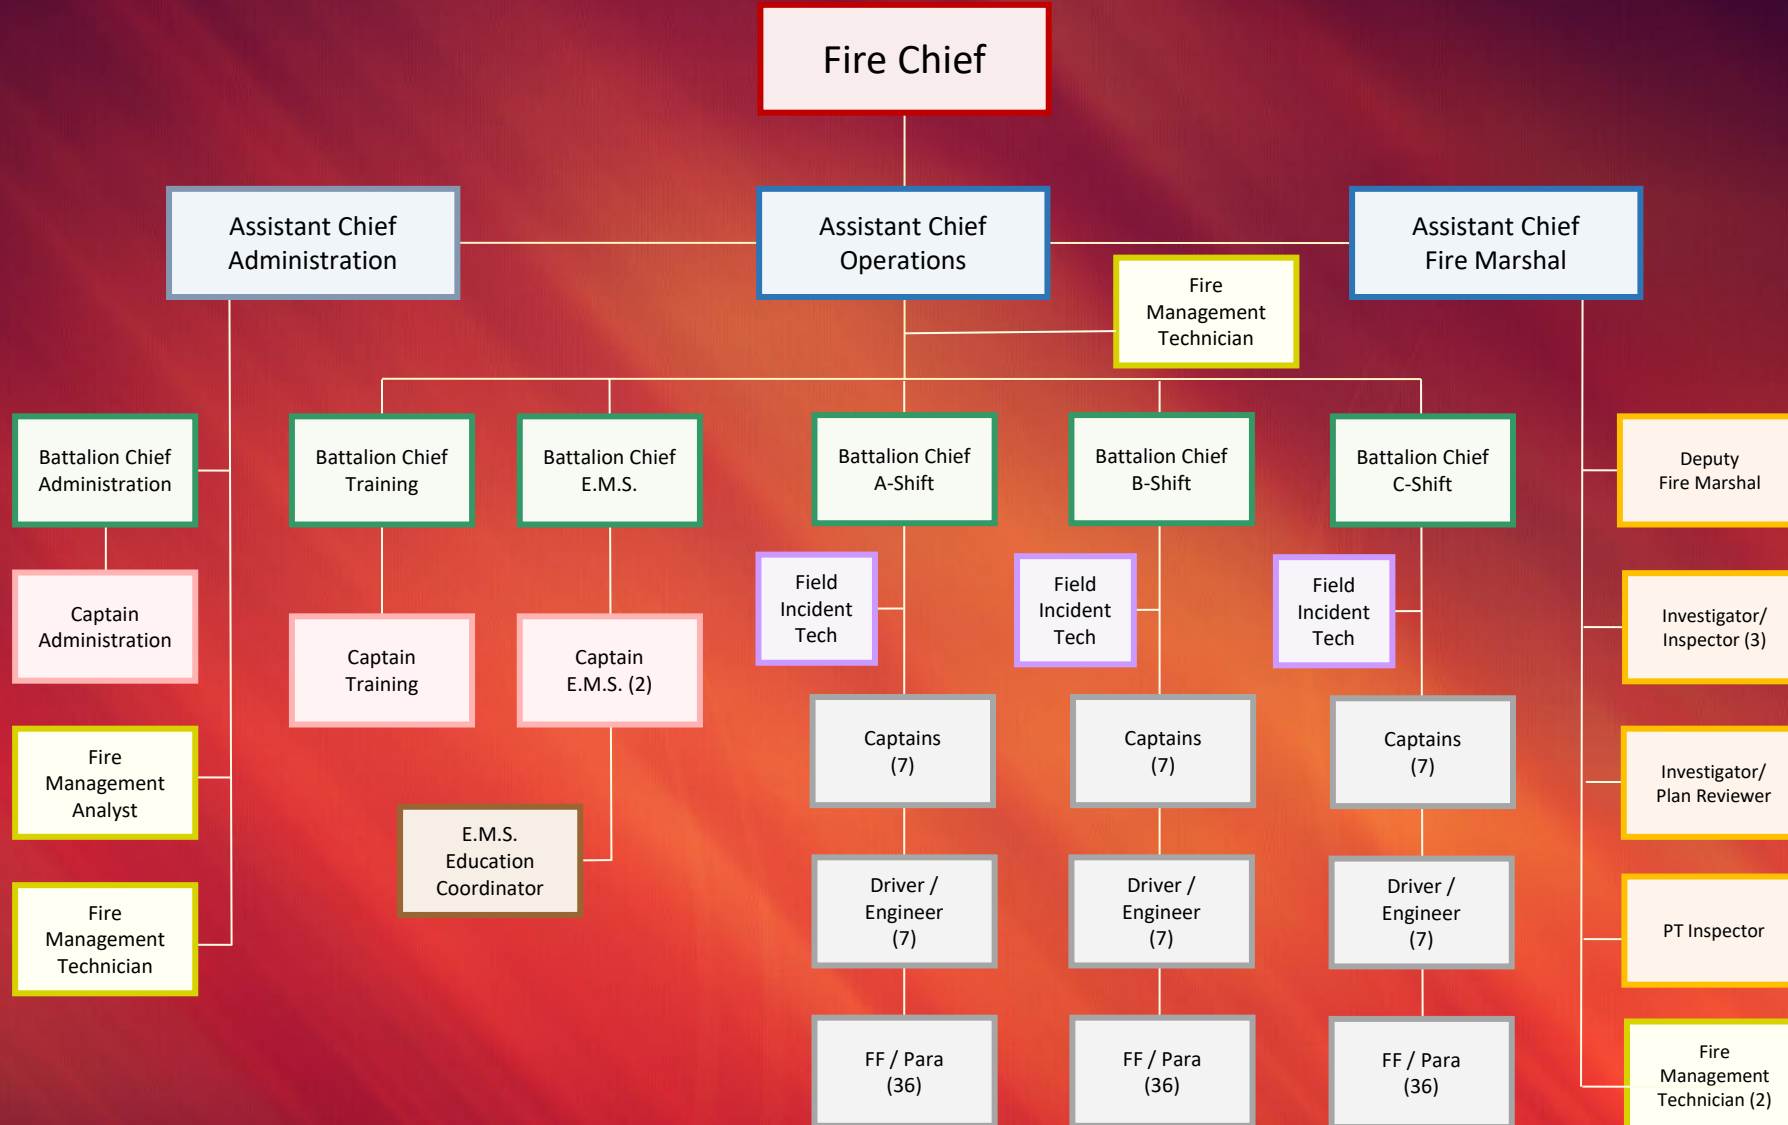 Fire Chief
Assistant Chief
Administration
Assistant Chief
Operations
Assistant Chief
Fire Marshal
Fire
Management
Technician
Battalion Chief
Administration
Battalion Chief
Training
Battalion Chief
E.M.S.
Battalion Chief
A-Shift
Battalion Chief
B-Shift
Battalion Chief
C-Shift
Deputy
Fire Marshal
Captain
Administration
Captain
Training
Captain
E.M.S. (2)
Field
Incident
Tech
Field
Incident
Tech
Field
Incident
Tech
Investigator/
Inspector (3)
Fire
Management
Analyst
Captains
(7)
Captains
(7)
Captains
(7)
Investigator/
Plan Reviewer
E.M.S.
Education
Coordinator
Fire
Management
Technician
Driver /
Engineer
(7)
Driver /
Engineer
(7)
Driver /
Engineer
(7)
PT Inspector
FF / Para
(36)
FF / Para
(36)
FF / Para
(36)
Fire
Management
Technician (2)